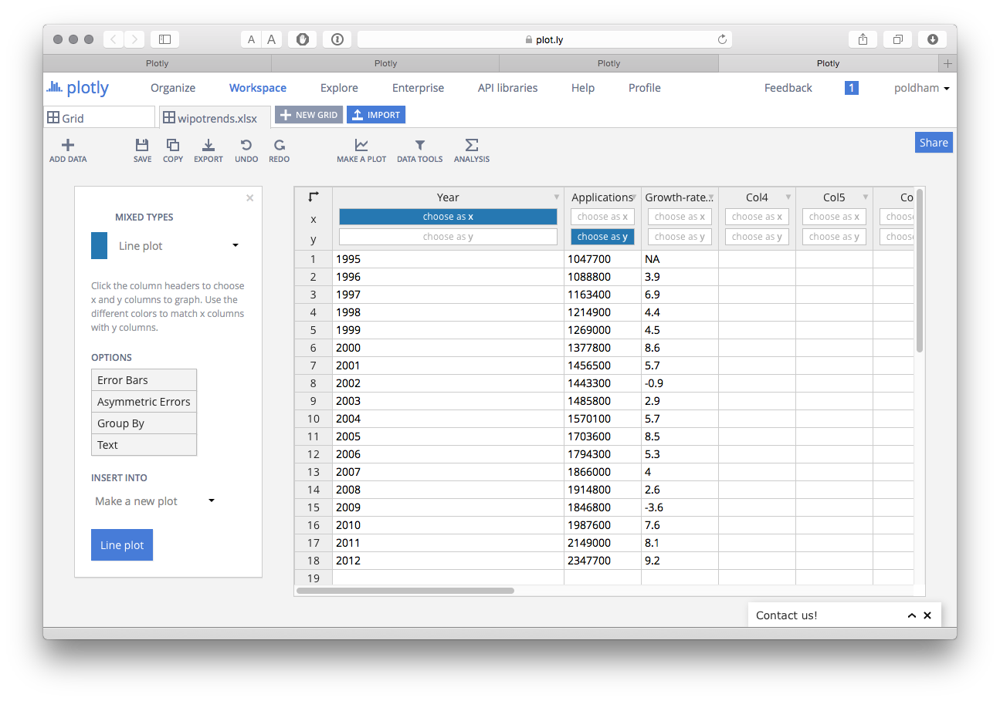 A A plot.ly
Plotly Plotly Plotly Plotly
plotly Organize Workspace Explore Enterprise API libraries Help Profile Feedback 1 poldham
Grid wipotrends.xlsx NEW GRID IMPORT
ADD DATA SAVE COPY EXPORT UNDO REDO MAKE A PLOT DATA TOOLS ANALYSIS Share
MIXED TYPES
Line plot
Click the column headers to choose
x and y columns to graph. Use the
different colors to match x columns
with y columns.
OPTIONS
Error Bars
Asymmetric Errors
Group By
Text
INSERT INTO
Make a new plot
Line plot
Year Applications Growth-rate.. Col4 Col5 Co
x choose as x choose as x choose as x choose as x choose as x choos
y choose as y choose as y choose as y choose as y choose as y choos
1 1995 1047700 NA
2 1996 1088800 3.9
3 1997 1163400 6.9
4 1998 1214900 4.4
5 1999 1269000 4.5
6 2000 1377800 8.6
7 2001 1456500 5.7
8 2002 1443300 -0.9
9 2003 1485800 2.9
10 2004 1570100 5.7
11 2005 1703600 8.5
12 2006 1794300 5.3
13 2007 1866000 4
14 2008 1914800 2.6
15 2009 1846800 -3.6
16 2010 1987600 7.6
17 2011 2149000 8.1
18 2012 2347700 9.2
19
Contact us!